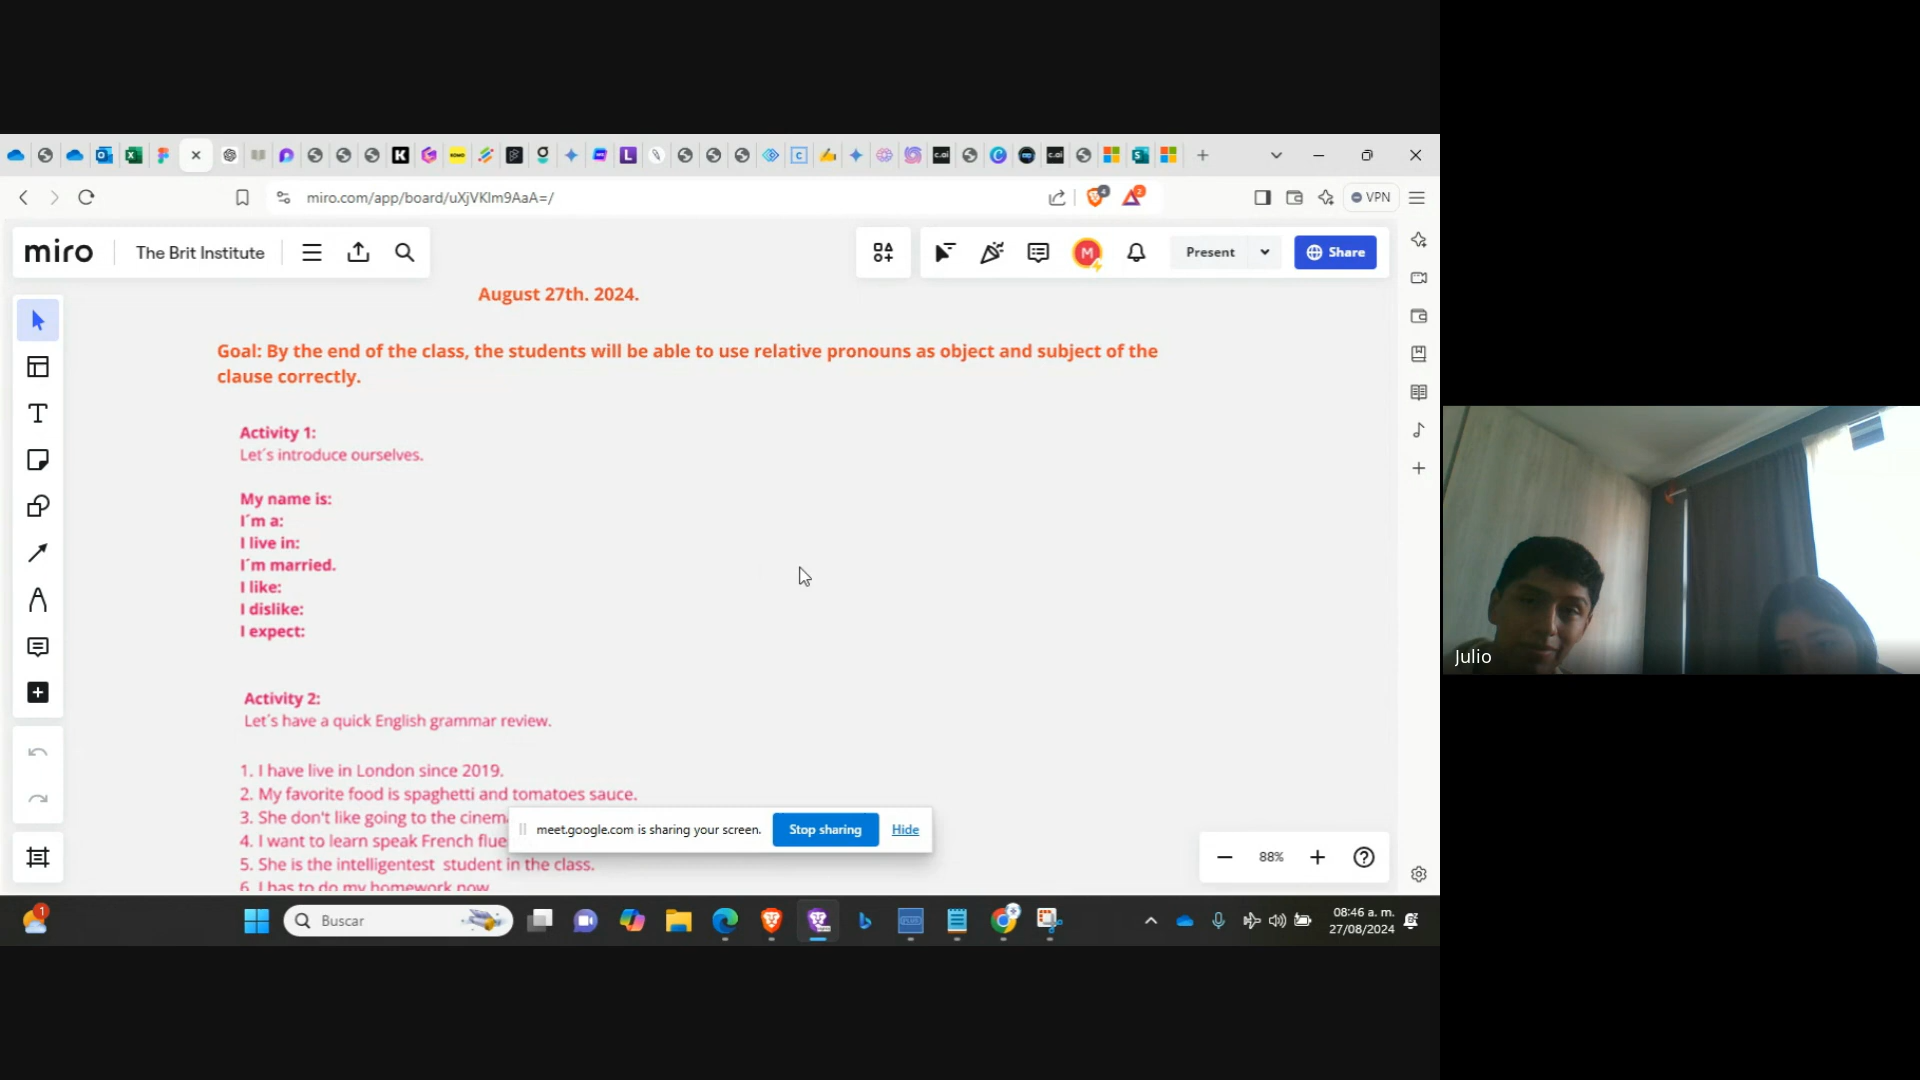 miro.com/app/board/uXjVKlm9AaA=/
4
2
VPN
miro
The Brit Institute
M
Present
Share
August 27th. 2024.
Goal: By the end of the class, the students will be able to use relative pronouns as object and subject of the
clause correctly.
Activity 1:
Let´s introduce ourselves.
My name is:
I´m a:
I live in:
I´m married.
I like:
I dislike:
I expect:
Activity 2:
Let´s have a quick English grammar review.
1. I have live in London since 2019.
2. My favorite food is spaghetti and tomatoes sauce.
3. She don't like going to the cinem
4. I want to learn speak French flue
5. She is the intelligentest student in the class.
6. I has to do my homework now
meet.google.com is sharing your screen.
Stop sharing
Hide
88%
Julio
1
Buscar
08:46 a. m.
27/08/2024